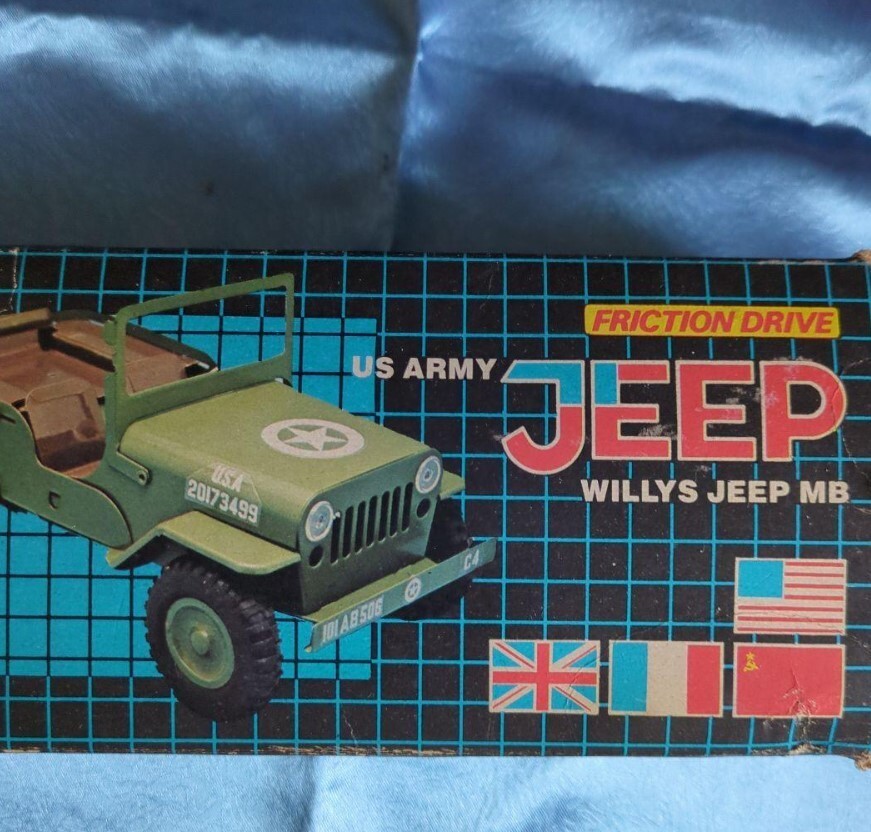 FRICTION DRIVE
US ARMY
JEEP
WILLYS JEEP MB
USA
20173499
101AB506
C4